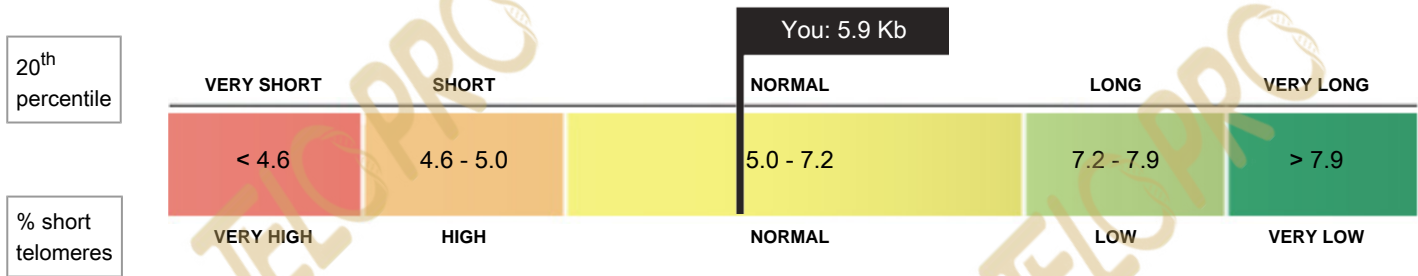 You: 5.9 Kb
20th percentile
VERY SHORT SHORT NORMAL LONG VERY LONG
< 4.6 4.6 - 5.0 5.0 - 7.2 7.2 - 7.9 > 7.9
% short telomeres
VERY HIGH HIGH NORMAL LOW VERY LOW
TELOPRO
TELOPRO